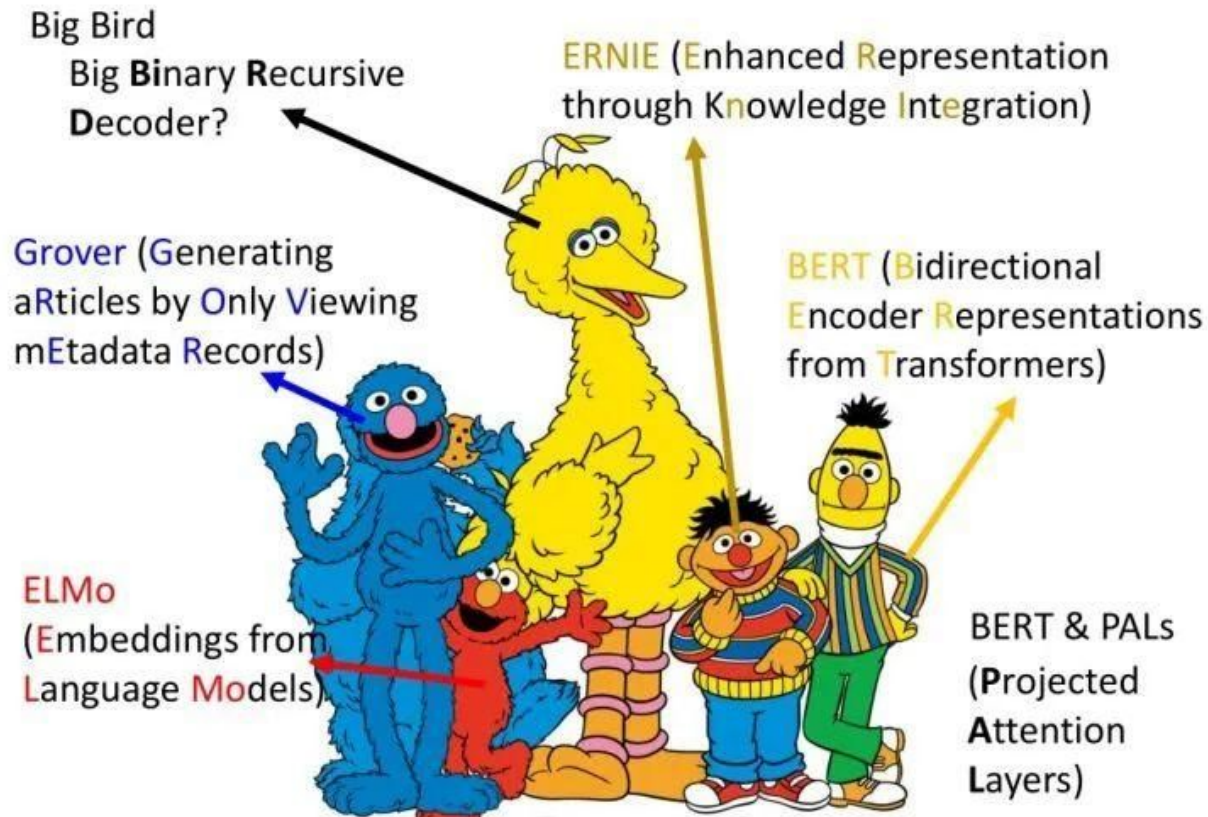 Big Bird
Big Binary Recursive
Decoder?
ERNIE (Enhanced Representation
through Knowledge Integration)
Grover (Generating
aRticles by Only Viewing
mEtadata Records)
BERT (Bidirectional
Encoder Representations
from Transformers)
ELMo
(Embeddings from
Language Models)
BERT & PALs
(Projected
Attention
Layers)